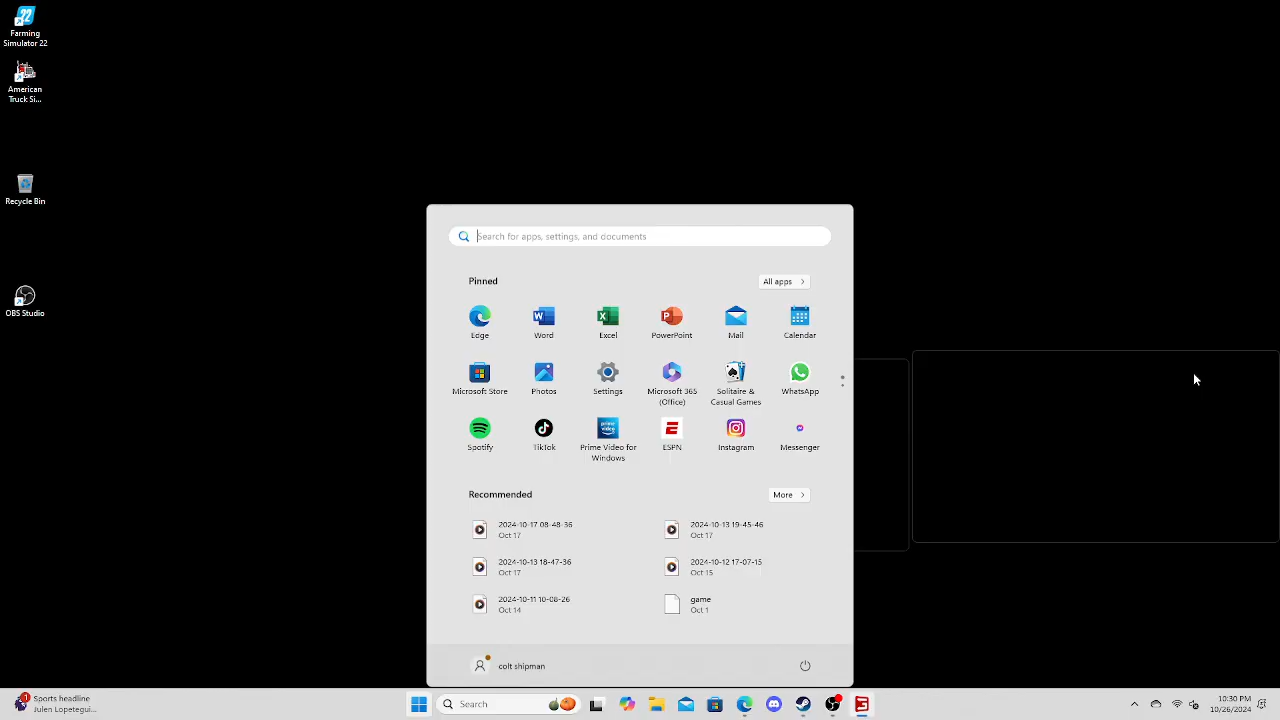 Farming
Simulator 22
American
Truck Si...
Recycle Bin
OBS Studio
Search for apps, settings, and documents
Pinned
All apps
Edge
Word
Excel
PowerPoint
Mail
Calendar
Microsoft Store
Photos
Settings
Microsoft 365
(Office)
Solitaire &
Casual Games
WhatsApp
Spotify
TikTok
Prime Video for
Windows
ESPN
Instagram
Messenger
Recommended
More
2024-10-17 08-48-36
Oct 17
2024-10-13 19-45-46
Oct 17
2024-10-13 18-47-36
Oct 17
2024-10-12 17-07-15
Oct 15
2024-10-11 10-08-26
Oct 14
game
Oct 1
colt shipman
1
Sports headline
Julen Lopetegui...
Search
10:30 PM
10/26/2024